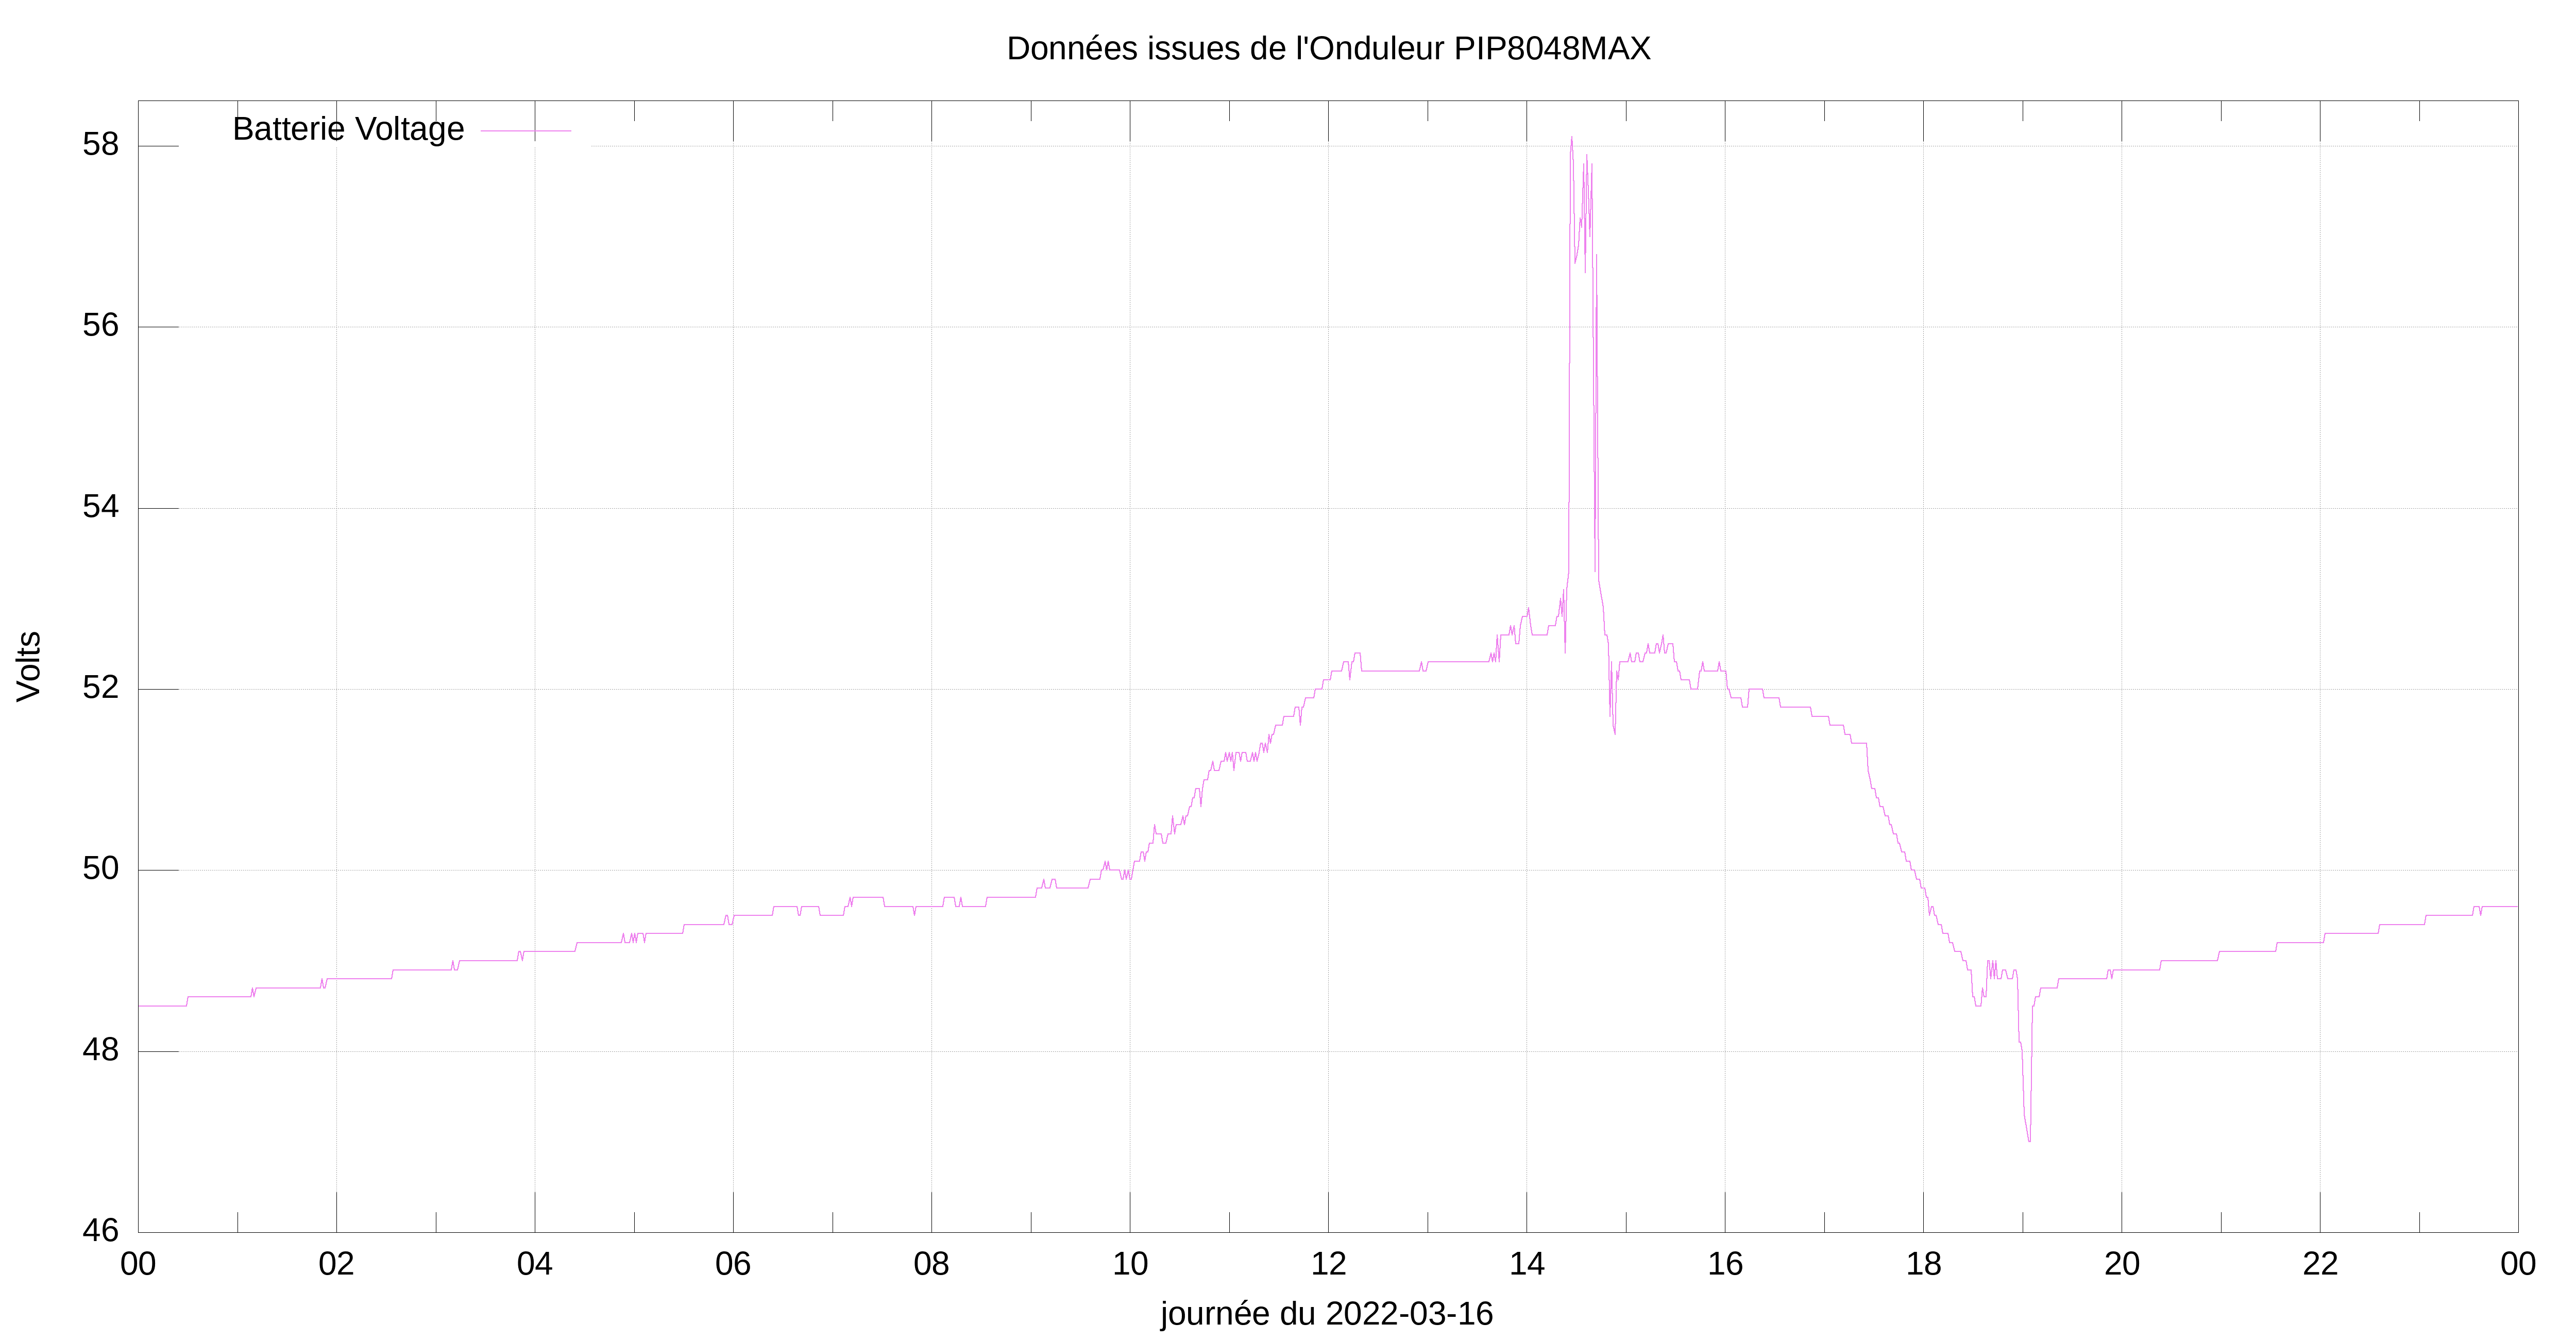 Données issues de l'Onduleur PIP8048MAX
Batterie Voltage
58
56
54
52
50
48
46
Volts
00 02 04 06 08 10 12 14 16 18 20 22 00
journée du 2022-03-16